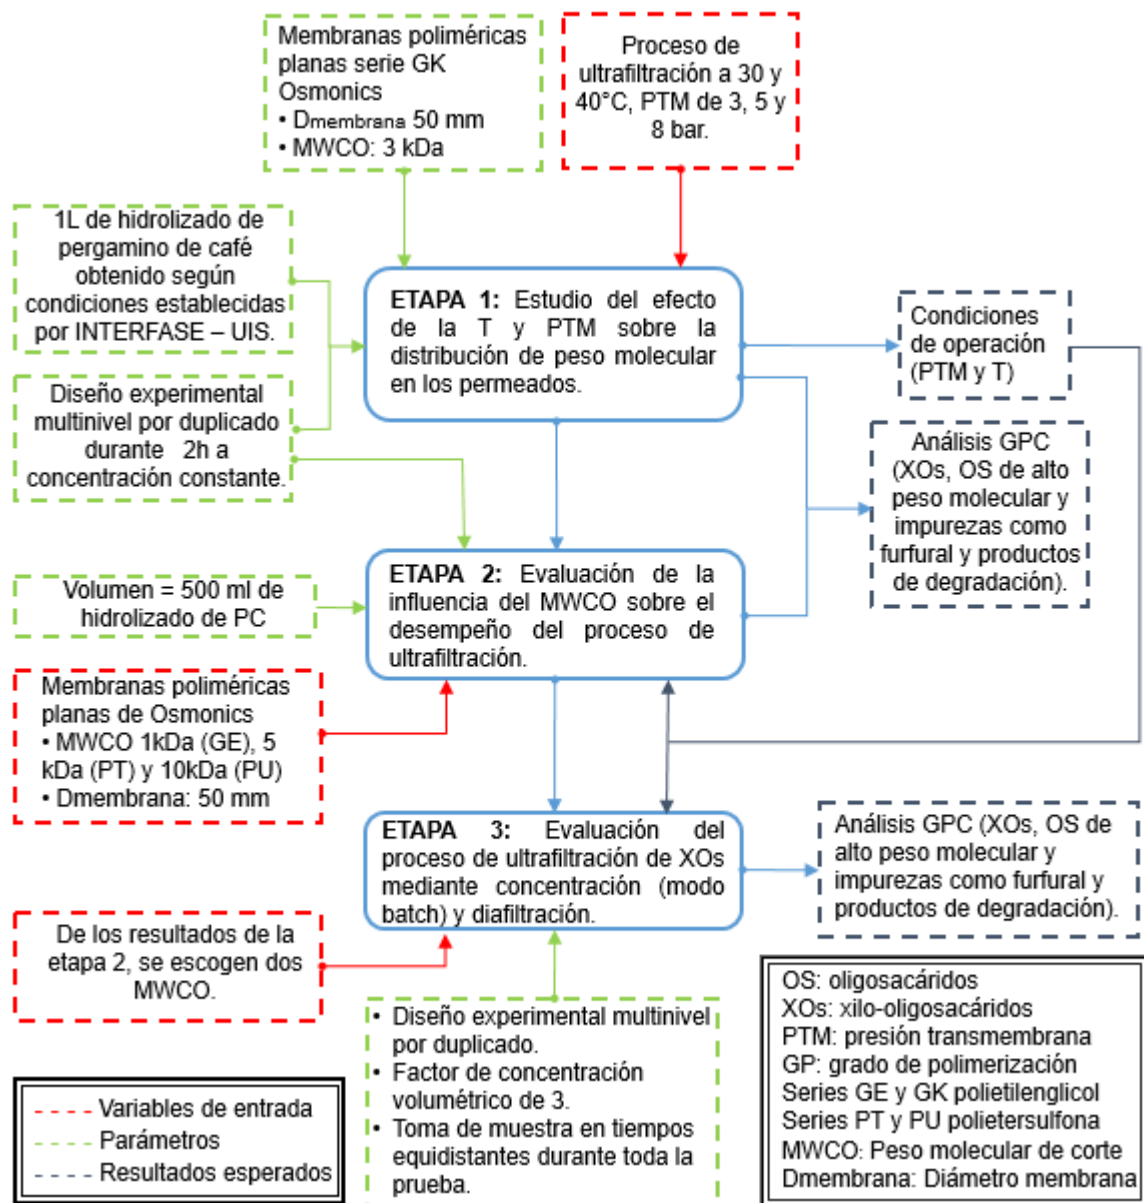 Membranas poliméricas
planas serie GK
Osmonics
• Dmembrana 50 mm
• MWCO: 3 kDa
Proceso de
ultrafiltración a 30 y
40°C, PTM de 3, 5 y
8 bar.
1L de hidrolizado de
pergamino de café
obtenido según
condiciones establecidas
por INTERFASE – UIS.
ETAPA 1: Estudio del efecto
de la T y PTM sobre la
distribución de peso molecular
en los permeados.
Condiciones
de operación
(PTM y T)
Diseño experimental
multinivel por duplicado
durante 2h a
concentración constante.
Análisis GPC
(XOs, OS de alto
peso molecular y
impurezas como
furfural y productos
de degradación).
ETAPA 2: Evaluación de la
influencia del MWCO sobre el
desempeño del proceso de
ultrafiltración.
Volumen = 500 ml de
hidrolizado de PC
Membranas poliméricas
planas de Osmonics
• MWCO 1kDa (GE), 5
kDa (PT) y 10kDa (PU)
• Dmembrana: 50 mm
ETAPA 3: Evaluación del
proceso de ultrafiltración de XOs
mediante concentración (modo
batch) y diafiltración.
Análisis GPC (XOs, OS de
alto peso molecular y
impurezas como furfural y
productos de degradación).
De los resultados de la
etapa 2, se escogen dos
MWCO.
• Diseño experimental multinivel
por duplicado.
• Factor de concentración
volumétrico de 3.
• Toma de muestra en tiempos
equidistantes durante toda la
prueba.
Variables de entrada
Parámetros
Resultados esperados
OS: oligosacáridos
XOs: xilo-oligosacáridos
PTM: presión transmembrana
GP: grado de polimerización
Series GE y GK polietilenglicol
Series PT y PU polietersulfona
MWCO: Peso molecular de corte
Dmembrana: Diámetro membrana